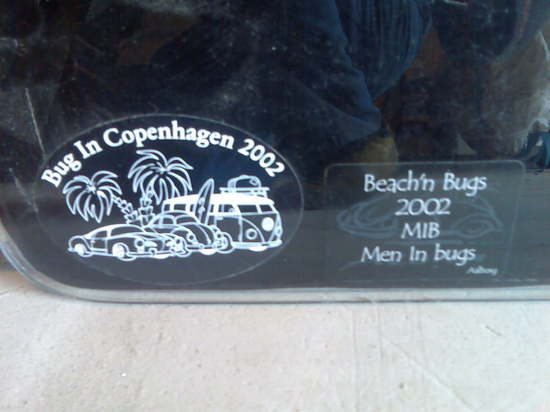 Bug In Copenhagen 2002
Beach'n Bugs
2002
MIB
Men In bugs
Aalborg